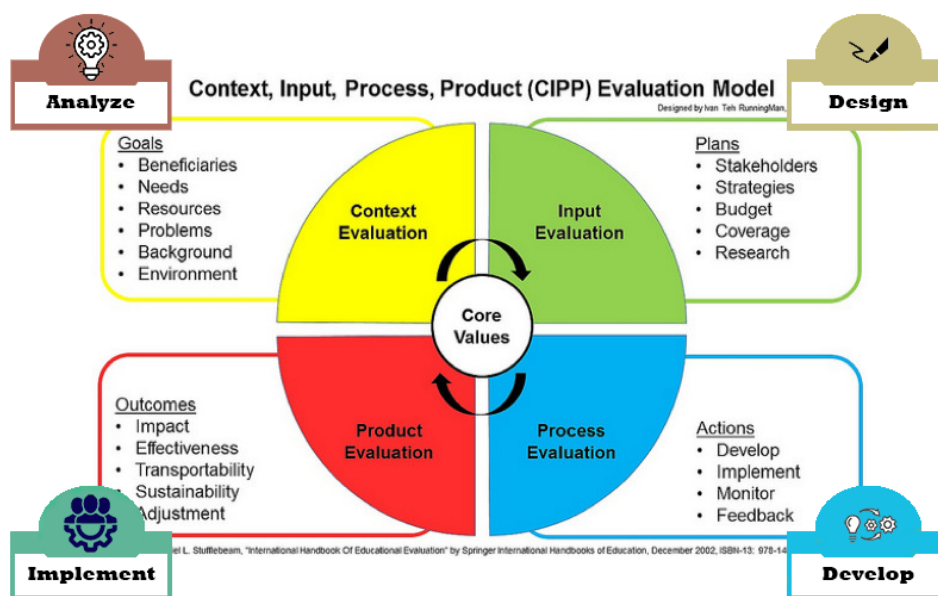 Analyze
Design
Context, Input, Process, Product (CIPP) Evaluation Model
Designed by Ivan Teh RunningMan,
Goals
• Beneficiaries
• Needs
• Resources
• Problems
• Background
• Environment
Context
Evaluation
Input
Evaluation
Plans
• Stakeholders
• Strategies
• Budget
• Coverage
• Research
Core
Values
Outcomes
• Impact
• Effectiveness
• Transportability
• Sustainability
• Adjustment
Product
Evaluation
Process
Evaluation
Actions
• Develop
• Implement
• Monitor
• Feedback
L. Stufflebeam, "International Handbook Of Educational Evaluation" by Springer International Handbooks of Education, December 2002, ISBN-13: 978-14
Implement
Develop